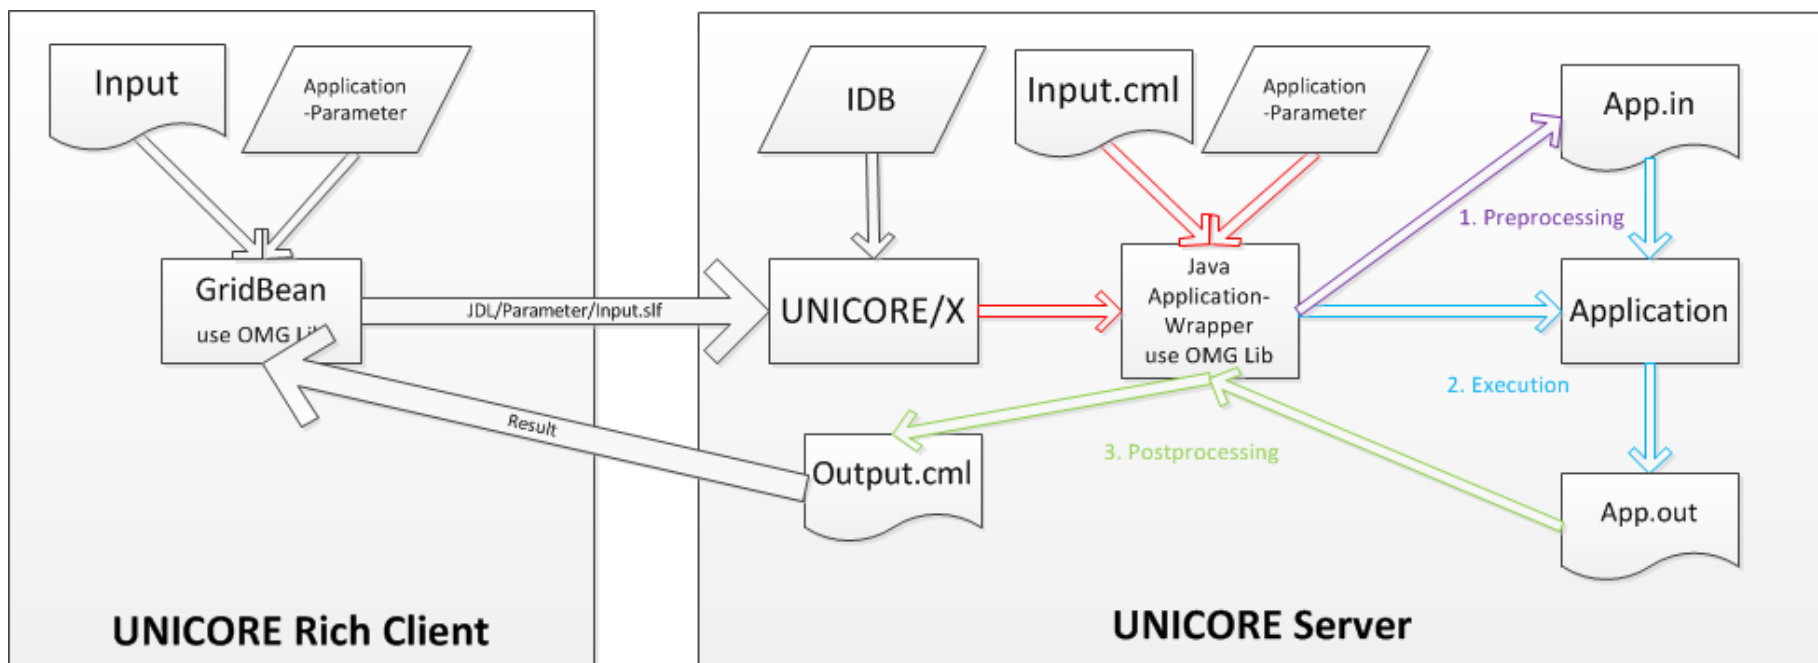 Input
Application
-Parameter
GridBean
use OMG Lib
JDL/Parameter/Input.slf
Result
UNICORE Rich Client
IDB
Input.cml
Application
-Parameter
App.in
1. Preprocessing
UNICORE/X
Java
Application-
Wrapper
use OMG Lib
Application
2. Execution
3. Postprocessing
Output.cml
App.out
UNICORE Server